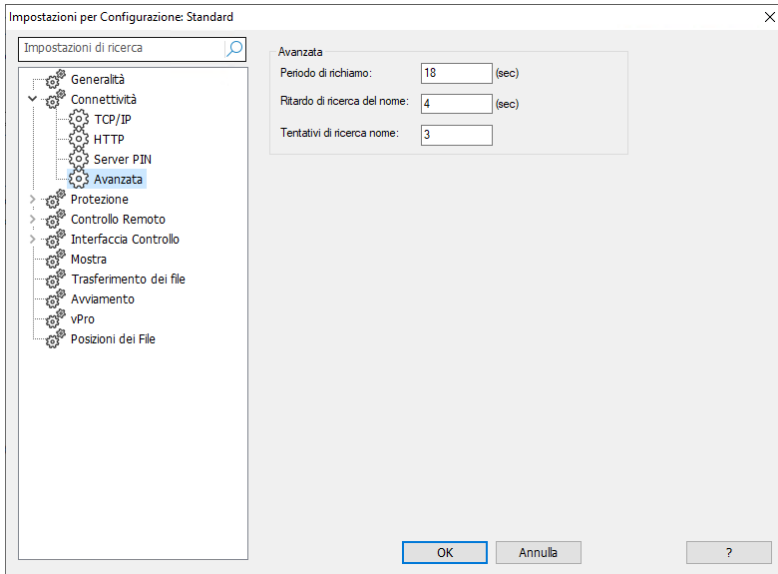 Impostazioni per Configurazione: Standard
Impostazioni di ricerca
Generalità
Connettività
TCP/IP
HTTP
Server PIN
Avanzata
Protezione
Controllo Remoto
Interfaccia Controllo
Mostra
Trasferimento dei file
Avviamento
vPro
Posizioni dei File
Avanzata
Periodo di richiamo: 18 (sec)
Ritardo di ricerca del nome: 4 (sec)
Tentativi di ricerca nome: 3
OK Annulla ?